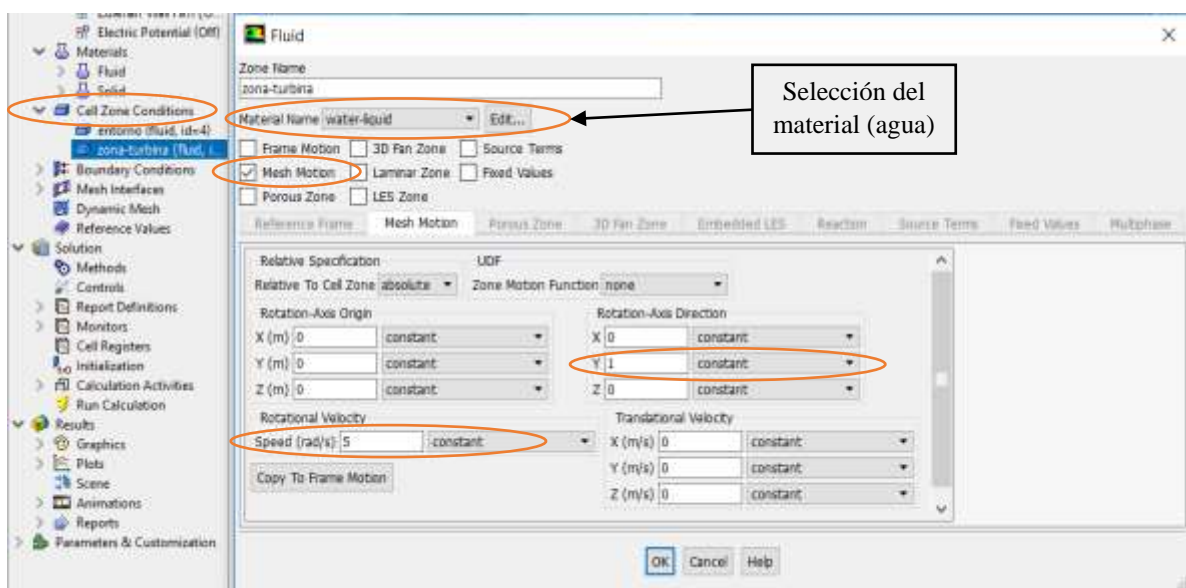 Electric Potential (Off)
Materials
Fluid
Solid
Cell Zone Conditions
entorno (fluid, id=4)
zona-turbina (fluid, i...
Boundary Conditions
Mesh Interfaces
Dynamic Mesh
Reference Values
Solution
Methods
Controls
Report Definitions
Monitors
Cell Registers
Initialization
Calculation Activities
Run Calculation
Results
Graphics
Plots
Scene
Animations
Reports
Parameters & Customization
Fluid
Zone Name
zona-turbina
Material Name water-liquid Edit...
Selección del
material (agua)
Frame Motion 3D Fan Zone Source Terms
Mesh Motion Laminar Zone Fixed Values
Porous Zone LES Zone
Reference Frame Mesh Motion Porous Zone 3D Fan Zone Embedded LES Reaction Source Terms Fixed Values Multiphase
Relative Specification UDF
Relative To Cell Zone absolute Zone Motion Function none
Rotation-Axis Origin Rotation-Axis Direction
X (m) 0 constant X 0 constant
Y (m) 0 constant Y 1 constant
Z (m) 0 constant Z 0 constant
Rotational Velocity Translational Velocity
Speed (rad/s) 5 constant X (m/s) 0 constant
Y (m/s) 0 constant
Copy To Frame Motion
Z (m/s) 0 constant
OK Cancel Help